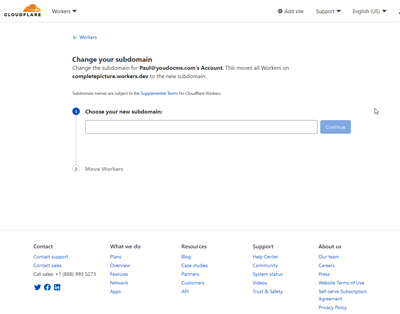 CLOUDFLARE
Workers
Add site
Support
English (US)
← Workers
Change your subdomain
Change the subdomain for Paul@youdocms.com's Account. This moves all Workers on
completepicture.workers.dev to the new subdomain.
Subdomain names are subject to the Supplemental Terms for Cloudflare Workers.
1 Choose your new subdomain:
Continue
2 Move Workers
Contact
Contact support
Contact sales
Call sales: +1 (888) 993 5273
What we do
Plans
Overview
Features
Network
Apps
Resources
Blog
Case studies
Partners
Customers
API
Support
Help Center
Community
System status
Videos
Trust & Safety
About us
Our team
Careers
Press
Website Terms of Use
Self-serve Subscription
Agreement
Privacy Policy